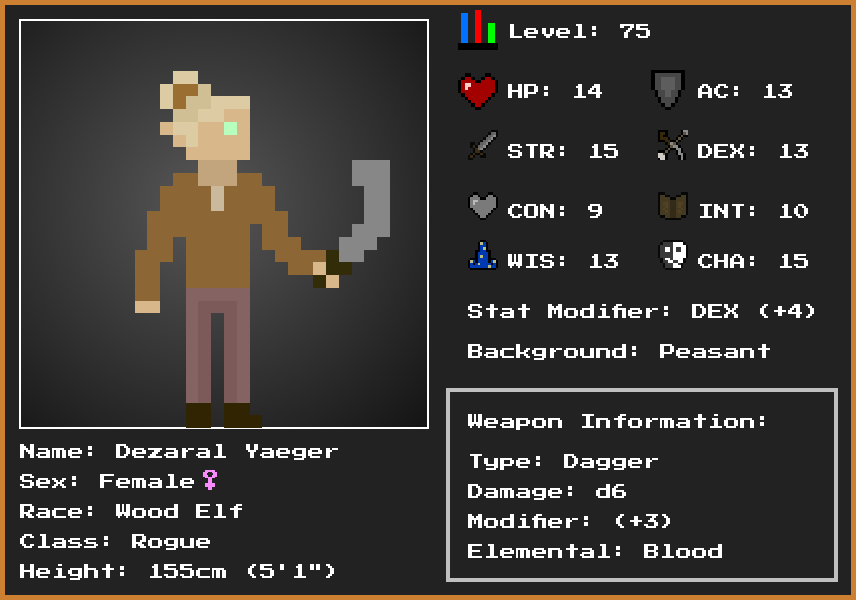 Level: 75
HP: 14 AC: 13
STR: 15 DEX: 13
CON: 9 INT: 10
WIS: 13 CHA: 15
Stat Modifier: DEX (+4)
Background: Peasant
Weapon Information:
Type: Dagger
Damage: d6
Modifier: (+3)
Elemental: Blood
Name: Dezaral Yaeger
Sex: Female♀
Race: Wood Elf
Class: Rogue
Height: 155cm (5'1")